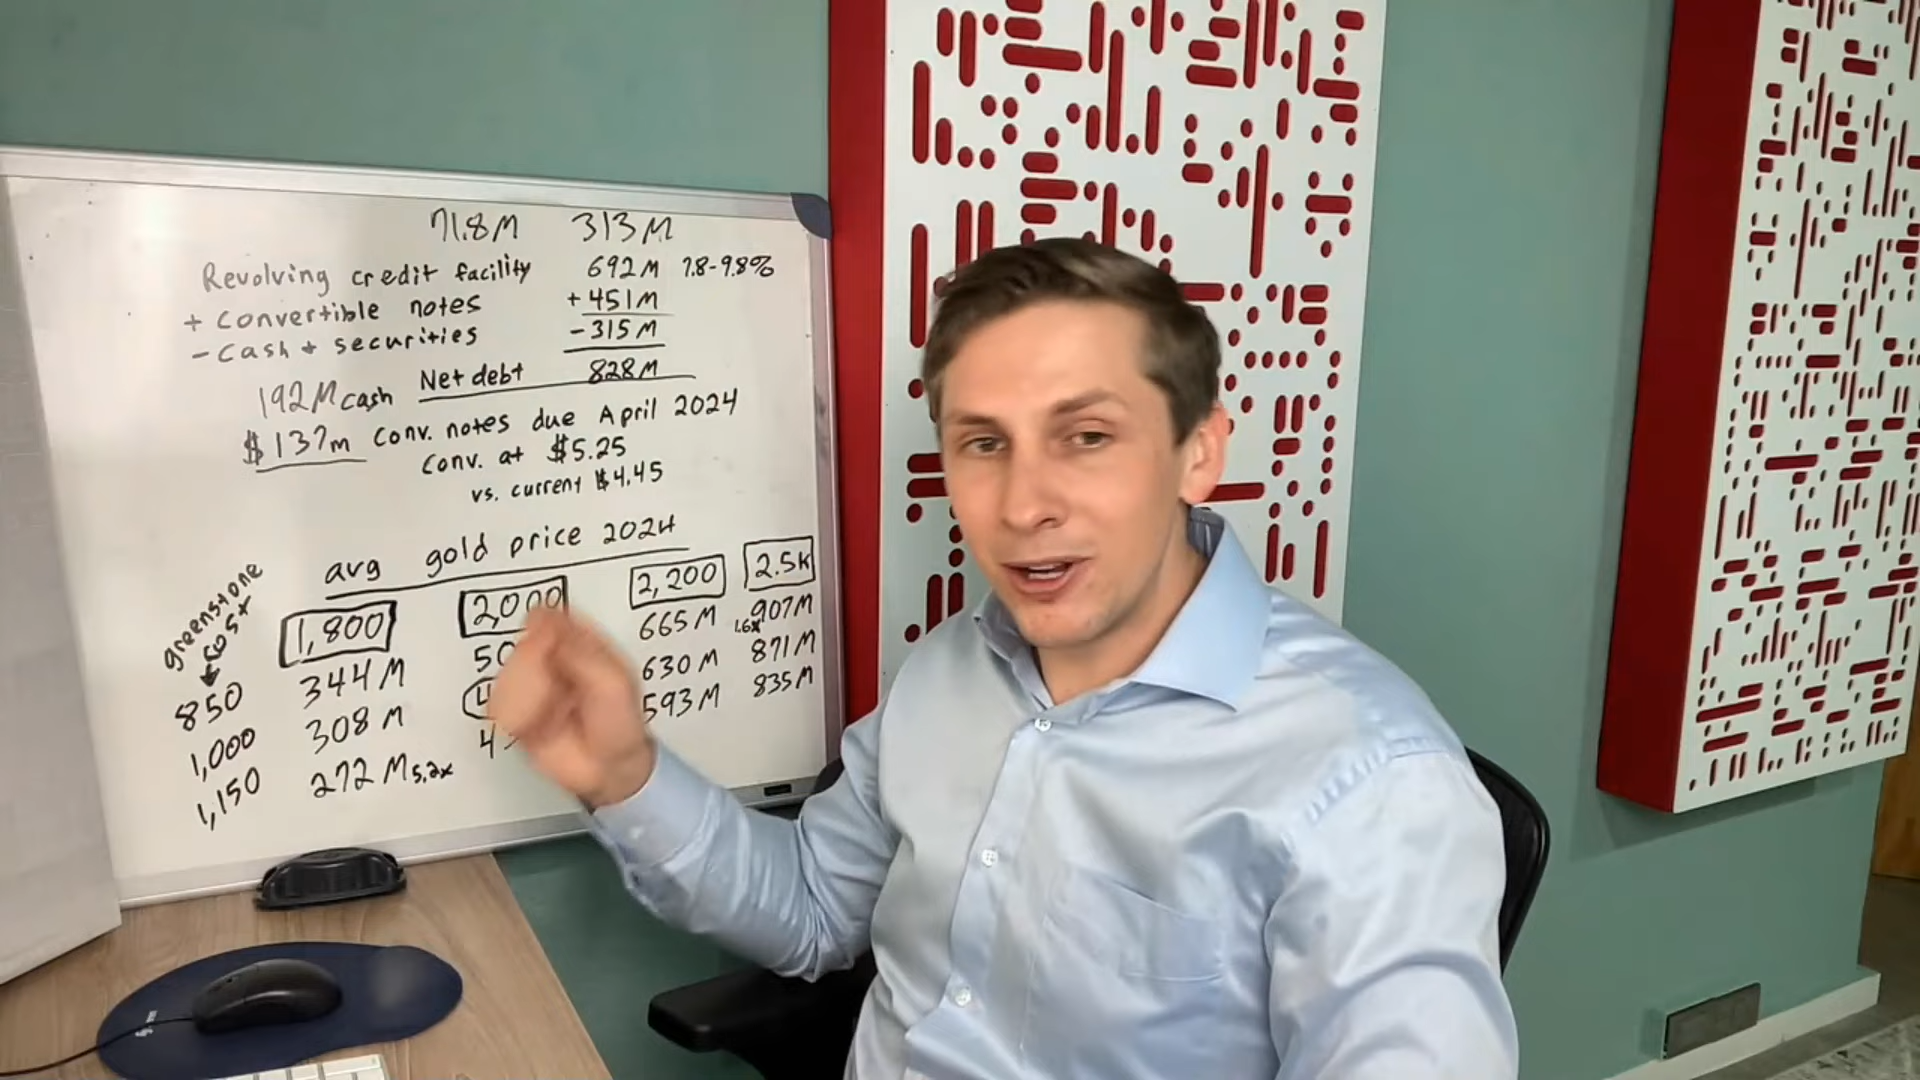 71.8M 313M
Revolving credit facility 692M 7.8-9.8%
+ convertible notes +451M
- Cash + securities -315M
192M cash Net debt 828M
$137m Conv. notes due April 2024
Conv. at $5.25
vs. current $4.45
avg gold price 2024
greenstone cost
1,800 2000 2,200 2.5K
850 344M 665M 1.6x 907M
1,000 308M 630M 871M
1,150 272M 5.2x 593M 835M